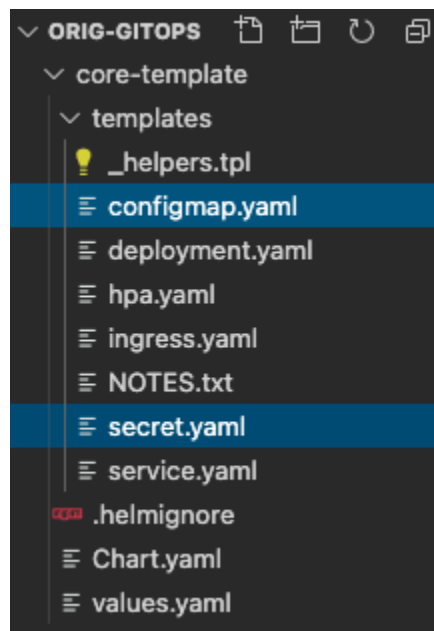 ORIG-GITOPS
core-template
templates
_helpers.tpl
configmap.yaml
deployment.yaml
hpa.yaml
ingress.yaml
NOTES.txt
secret.yaml
service.yaml
.helmignore
Chart.yaml
values.yaml